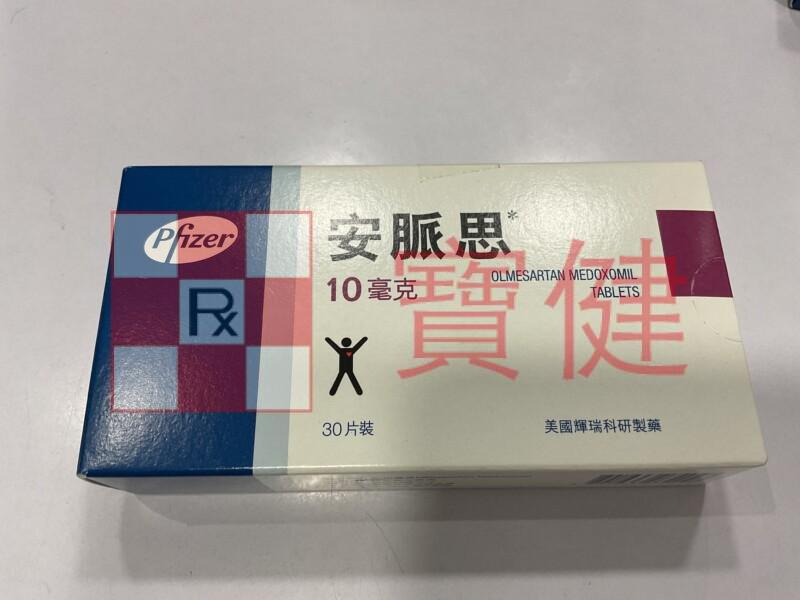 Pfizer
Rx
安脈思*
10毫克
OLMESARTAN MEDOXOMIL
TABLETS
寶健
30片裝
美國輝瑞科研製藥